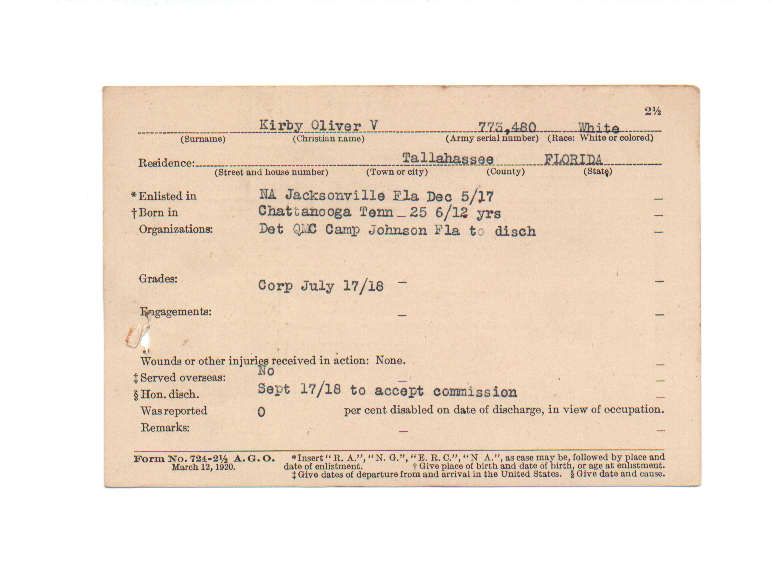 2½
Kirby Oliver V 773,480 White
(Surname) (Christian name) (Army serial number) (Race: White or colored)
Residence: Tallahassee FLORIDA
(Street and house number) (Town or city) (County) (State)
*Enlisted in NA Jacksonville Fla Dec 5/17 –
†Born in Chattanooga Tenn – 25 6/12 yrs –
Organizations: Det QMC Camp Johnson Fla to disch –
Grades: Corp July 17/18 – –
Engagements: – –
Wounds or other injuries received in action: None. –
‡Served overseas: No – –
§Hon. disch. Sept 17/18 to accept commission –
Was reported 0 per cent disabled on date of discharge, in view of occupation.
Remarks: – –
Form No. 724-2½ A. G. O. *Insert "R. A.", "N. G.", "E. R. C.", "N A.", as case may be, followed by place and
March 12, 1920. date of enlistment. †Give place of birth and date of birth, or age at enlistment.
‡Give dates of departure from and arrival in the United States. §Give date and cause.